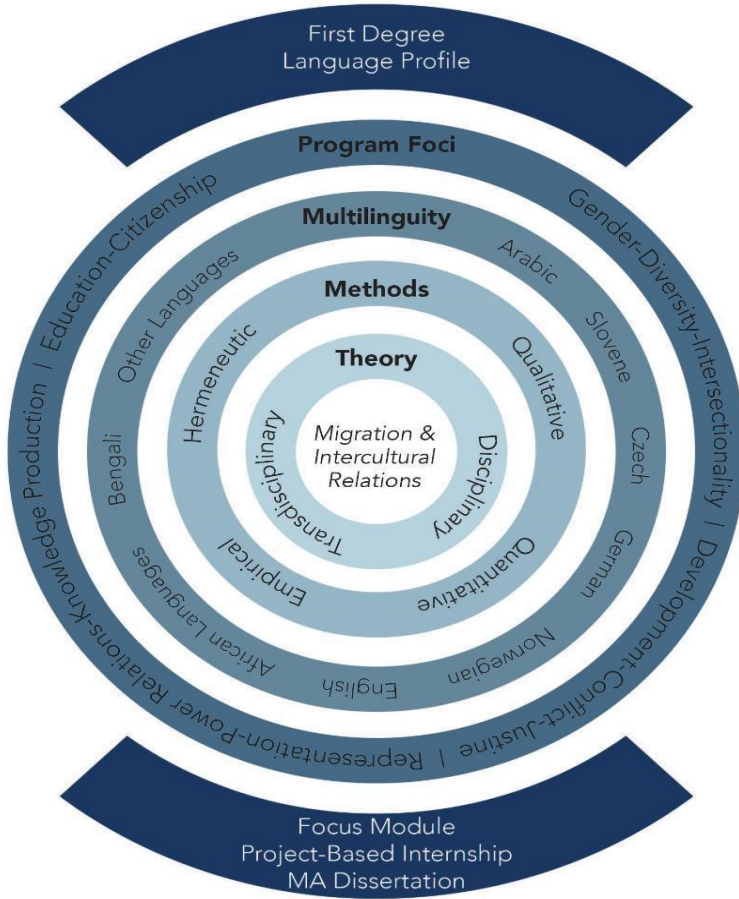 First Degree
Language Profile
Program Foci
Education-Citizenship
Gender-Diversity-Intersectionality | Development-Conflict-Justine | Representation-Power Relations-Knowledge Production |
Multilinguity
Arabic
Slovene
Czech
German
Norwegian
English
African Languages
Bengali
Other Languages
Methods
Qualitative
Quantitative
Empirical
Hermeneutic
Theory
Disciplinary
Transdisciplinary
Migration &
Intercultural
Relations
Focus Module
Project-Based Internship
MA Dissertation